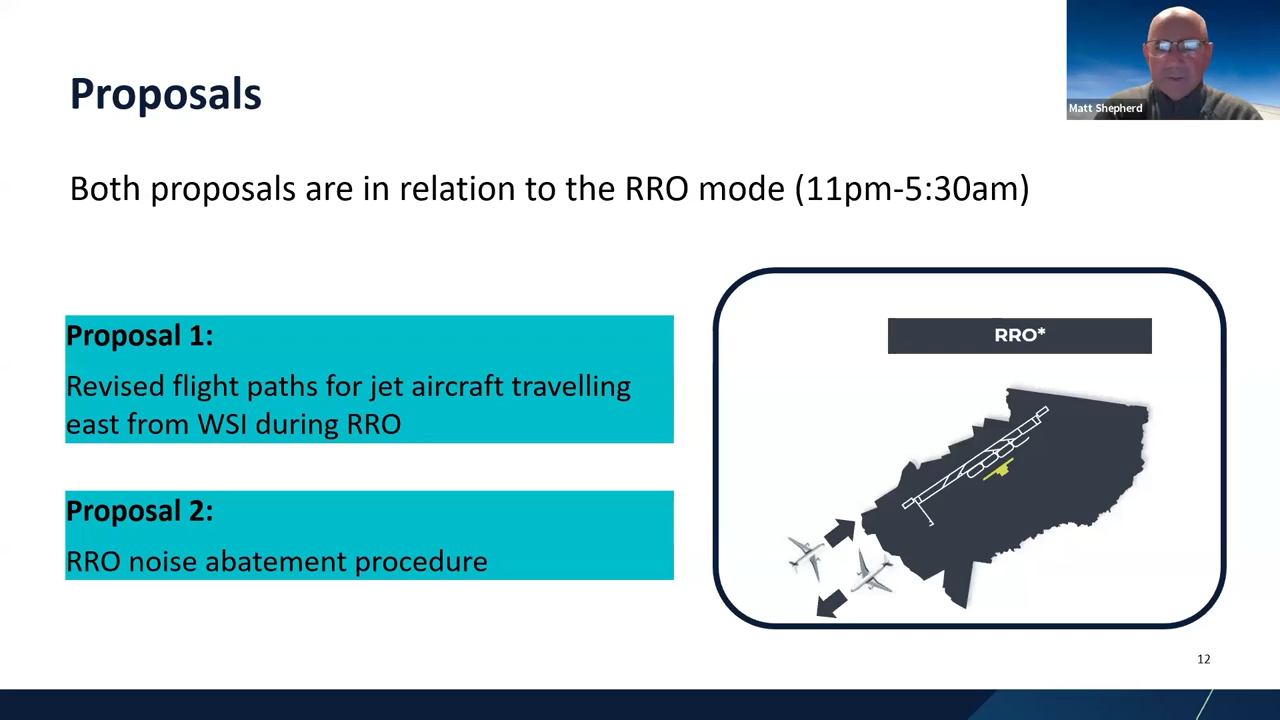 Proposals
Matt Shepherd
Both proposals are in relation to the RRO mode (11pm-5:30am)
Proposal 1:
Revised flight paths for jet aircraft travelling
east from WSI during RRO
Proposal 2:
RRO noise abatement procedure
RRO*
12